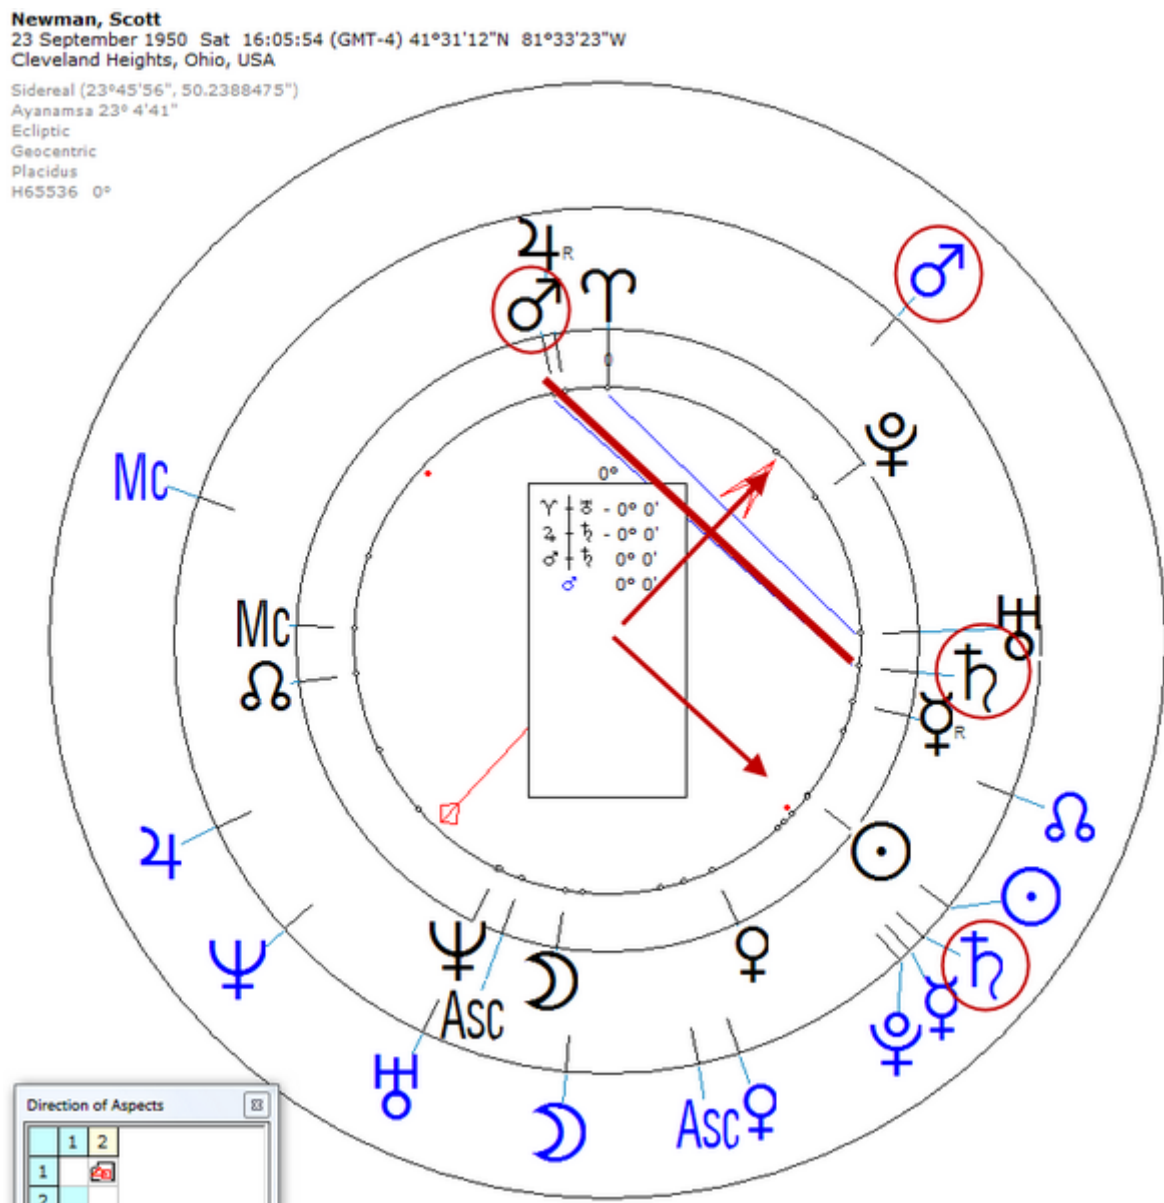 Newman, Scott
23 September 1950 Sat 16:05:54 (GMT-4) 41°31'12"N 81°33'23"W
Cleveland Heights, Ohio, USA
Sidereal (23°45'56", 50.2388475")
Ayanamsa 23° 4'41"
Ecliptic
Geocentric
Placidus
H65536 0°
♃ R
♂ ♈
♂
0
♇
Mc
0°
♈ ♅ - 0° 0'
♃ ♄ - 0° 0'
♂ ♄ 0° 0'
♂ 0° 0'
Mc
♅
☊
♄
☿ R
☊
♃
☉
☉
♆
♆
☽
♀
♄
Asc
☿
♇
♅
☽
Asc
♀
Direction of Aspects
1 2
1
2